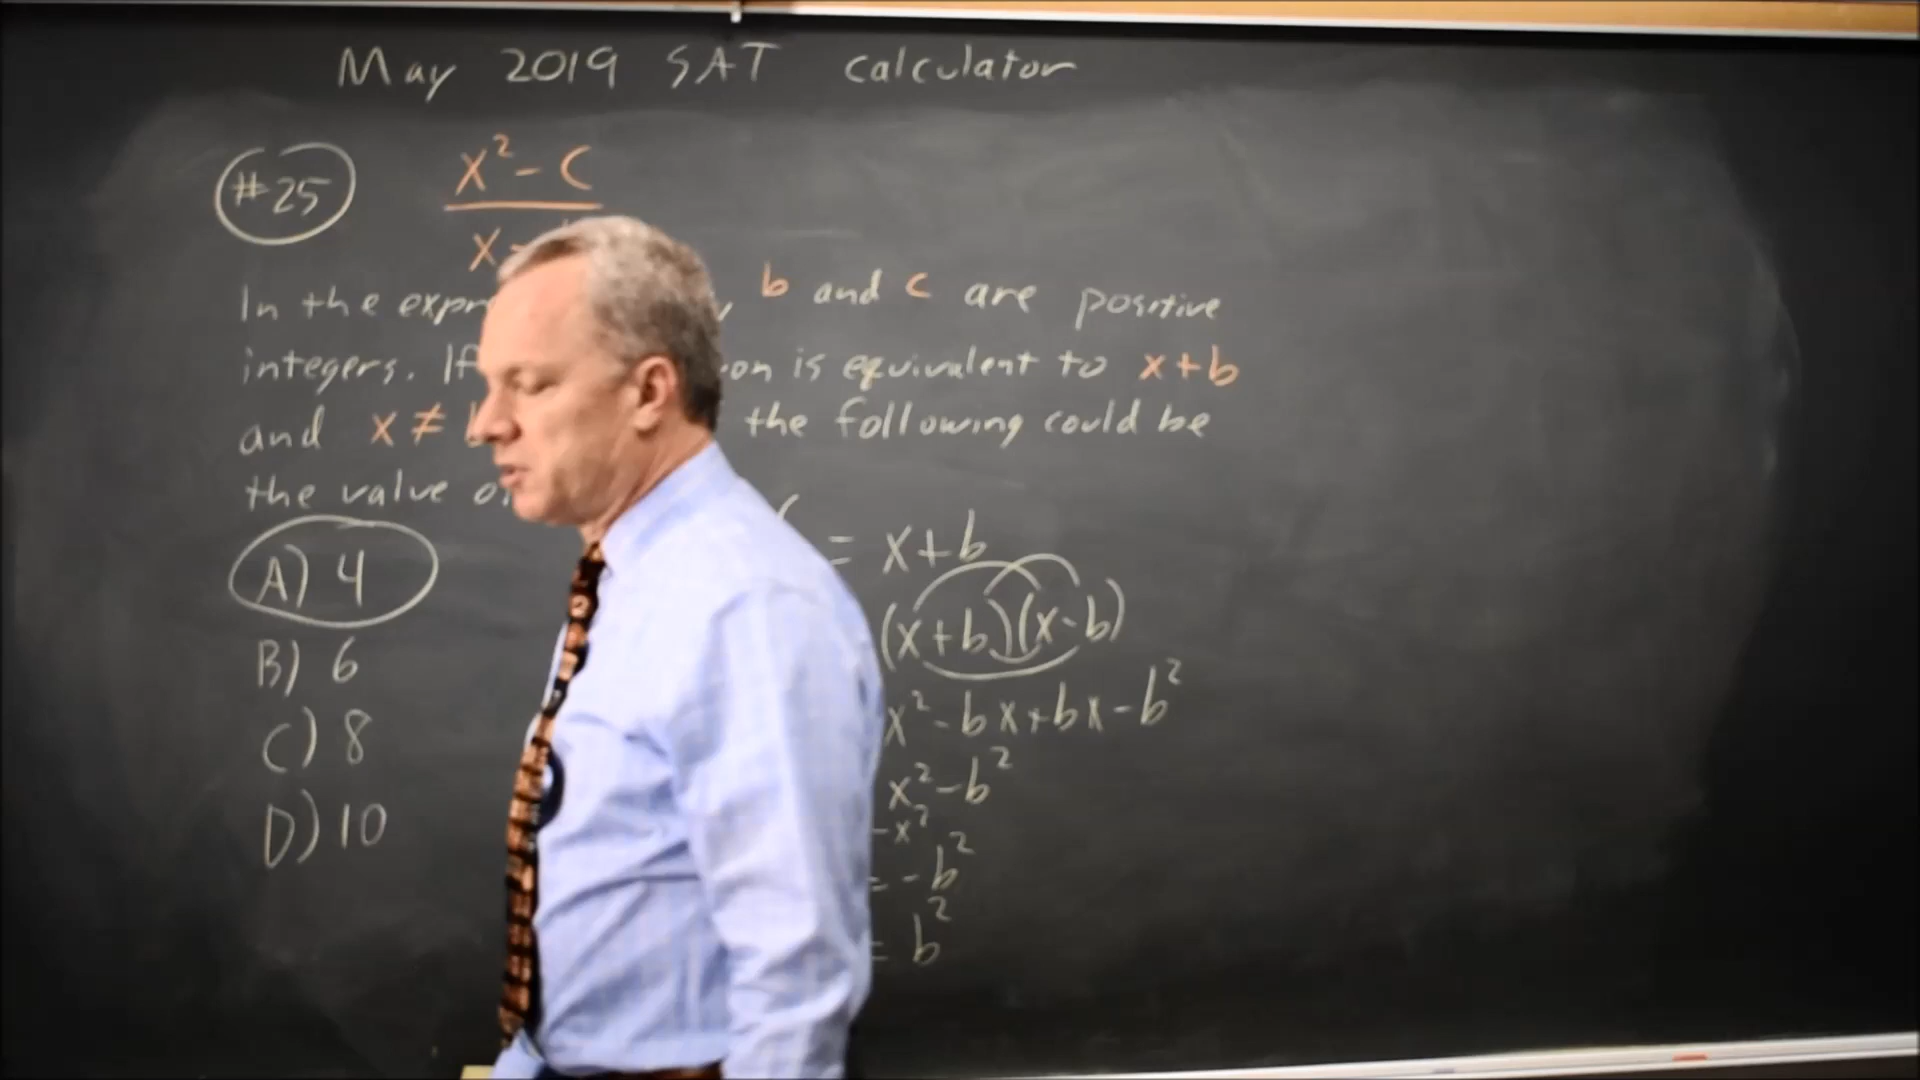 May 2019 SAT calculator
#25
x² - c
x -
In the expr , b and c are positive
integers. If on is equivalent to x+b
and x ≠ the following could be
the value o
A) 4
B) 6
C) 8
D) 10
= x+b
(x+b)(x-b)
x² - bx+bx-b²
x²-b²
-x²
= -b²
= b²